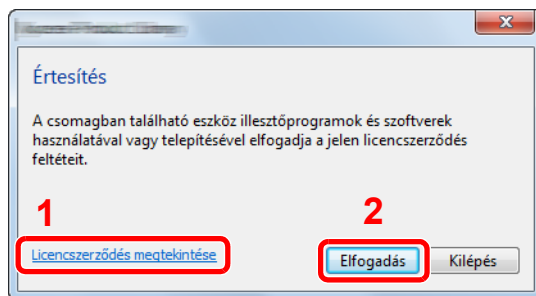 Értesítés
A csomagban található eszköz illesztőprogramok és szoftverek
használatával vagy telepítésével elfogadja a jelen licencszerződés
feltéteit.
1
2
Licencszerződés megtekintése
Elfogadás
Kilépés